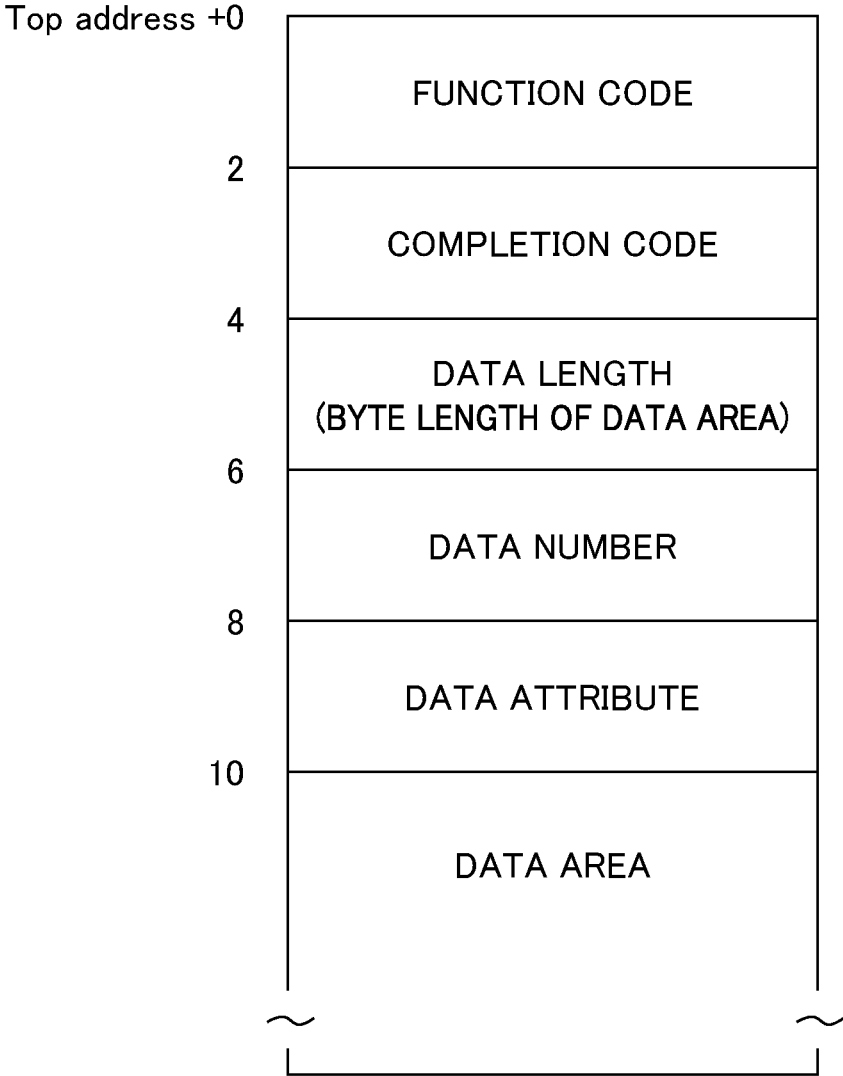 Top address +0
FUNCTION CODE
2
COMPLETION CODE
4
DATA LENGTH
(BYTE LENGTH OF DATA AREA)
6
DATA NUMBER
8
DATA ATTRIBUTE
10
DATA AREA